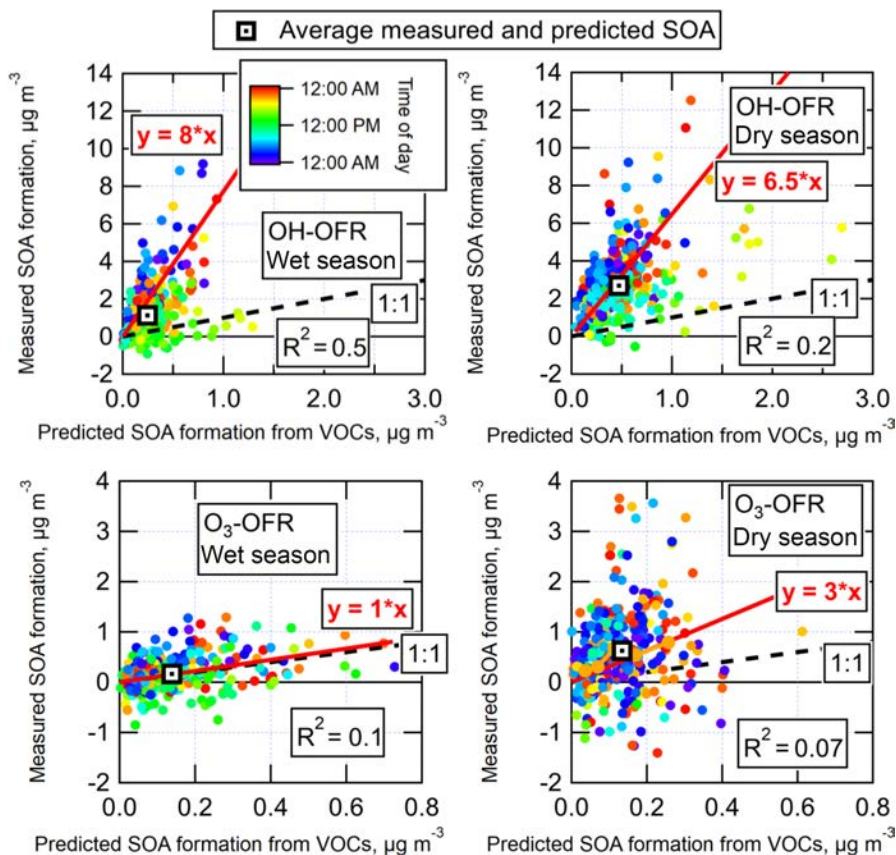 Average measured and predicted SOA
Measured SOA formation, µg m⁻³
14
12
10
8
6
4
2
0
-2
y = 8*x
12:00 AM
12:00 PM
12:00 AM
Time of day
OH-OFR
Wet season
1:1
R² = 0.5
0.0
1.0
2.0
3.0
Predicted SOA formation from VOCs, µg m⁻³
Measured SOA formation, µg m⁻³
14
12
10
8
6
4
2
0
-2
OH-OFR
Dry season
y = 6.5*x
1:1
R² = 0.2
0.0
1.0
2.0
3.0
Predicted SOA formation from VOCs, µg m⁻³
Measured SOA formation, µg m⁻³
4
3
2
1
0
-1
-2
O₃-OFR
Wet season
y = 1*x
1:1
R² = 0.1
0.0
0.2
0.4
0.6
0.8
Predicted SOA formation from VOCs, µg m⁻³
Measured SOA formation, µg m⁻³
4
3
2
1
0
-1
-2
O₃-OFR
Dry season
y = 3*x
1:1
R² = 0.07
0.0
0.2
0.4
0.6
0.8
Predicted SOA formation from VOCs, µg m⁻³